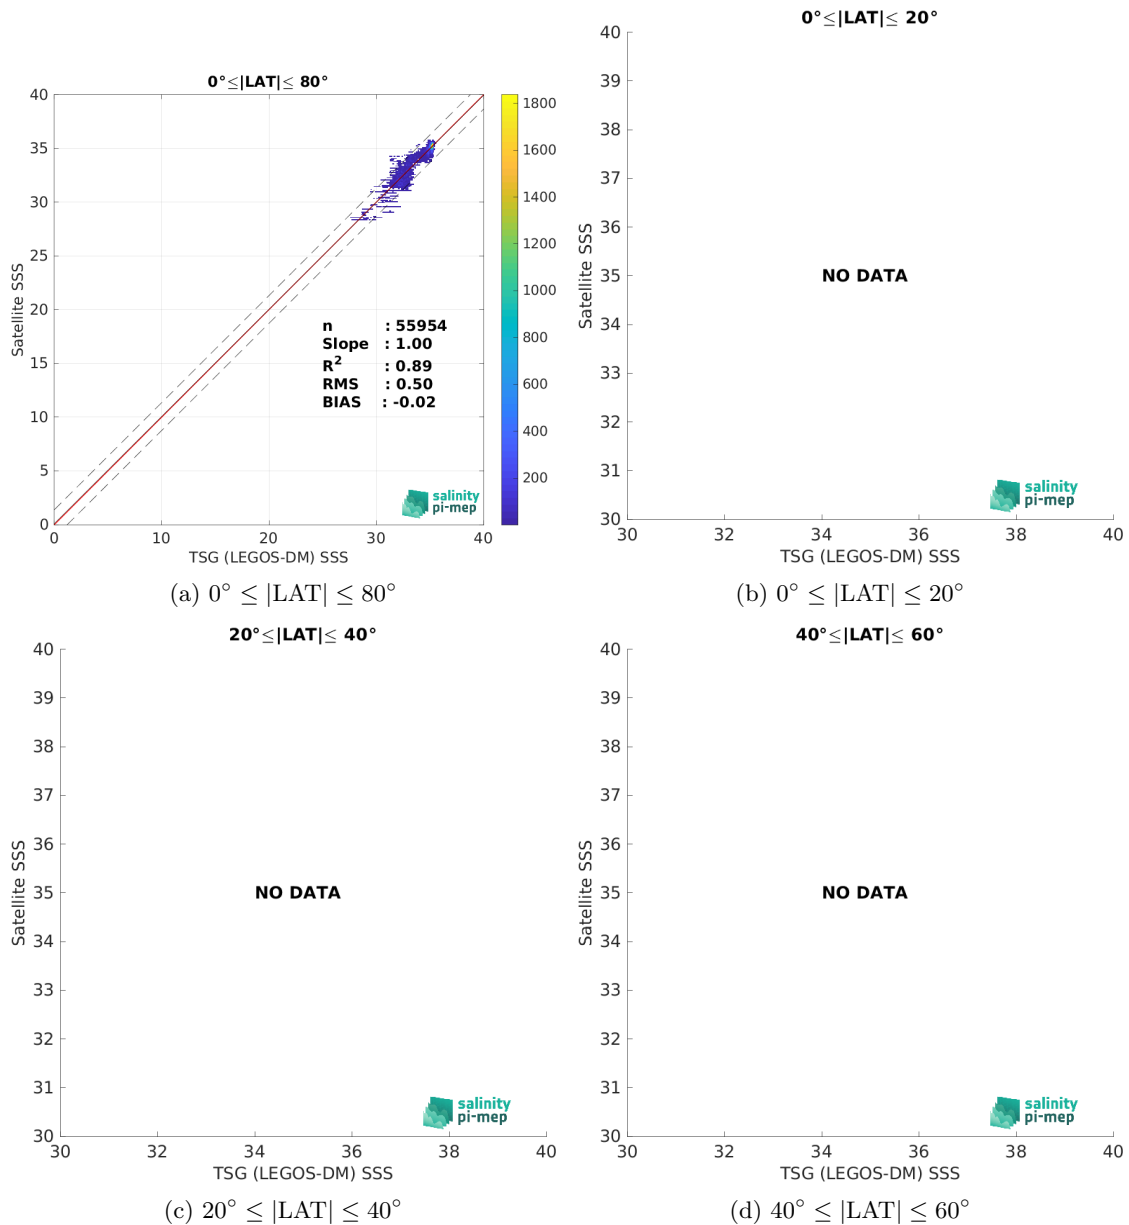 0°≤|LAT|≤ 80°
40
35
30
25
20
15
10
5
0
Satellite SSS
0
10
20
30
40
TSG (LEGOS-DM) SSS
1800
1600
1400
1200
1000
800
600
400
200
n : 55954
Slope : 1.00
R² : 0.89
RMS : 0.50
BIAS : -0.02
salinity
pi-mep
(a) 0° ≤ |LAT| ≤ 80°
0°≤|LAT|≤ 20°
40
39
38
37
36
35
34
33
32
31
30
Satellite SSS
NO DATA
30
32
34
36
38
40
TSG (LEGOS-DM) SSS
salinity
pi-mep
(b) 0° ≤ |LAT| ≤ 20°
20°≤|LAT|≤ 40°
40
39
38
37
36
35
34
33
32
31
30
Satellite SSS
NO DATA
30
32
34
36
38
40
TSG (LEGOS-DM) SSS
salinity
pi-mep
(c) 20° ≤ |LAT| ≤ 40°
40°≤|LAT|≤ 60°
40
39
38
37
36
35
34
33
32
31
30
Satellite SSS
NO DATA
30
32
34
36
38
40
TSG (LEGOS-DM) SSS
salinity
pi-mep
(d) 40° ≤ |LAT| ≤ 60°